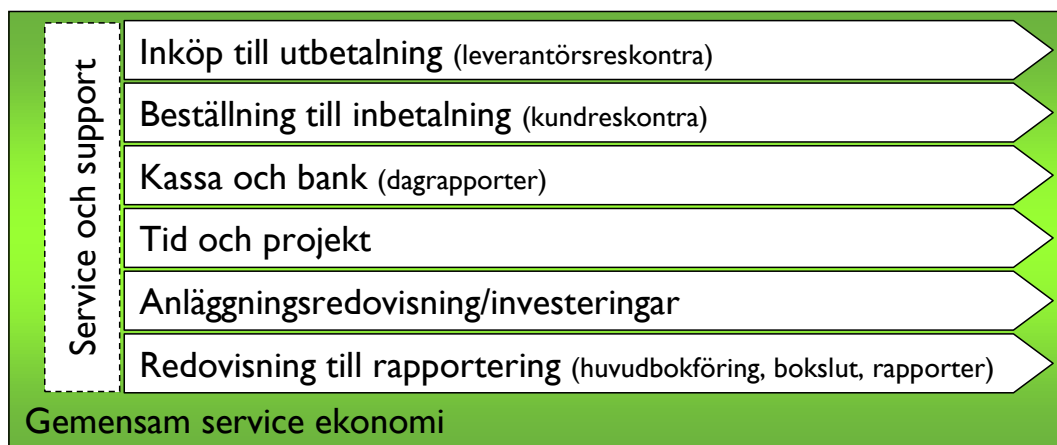 Service och support
Inköp till utbetalning (leverantörsreskontra)
Beställning till inbetalning (kundreskontra)
Kassa och bank (dagrapporter)
Tid och projekt
Anläggningsredovisning/investeringar
Redovisning till rapportering (huvudbokföring, bokslut, rapporter)
Gemensam service ekonomi